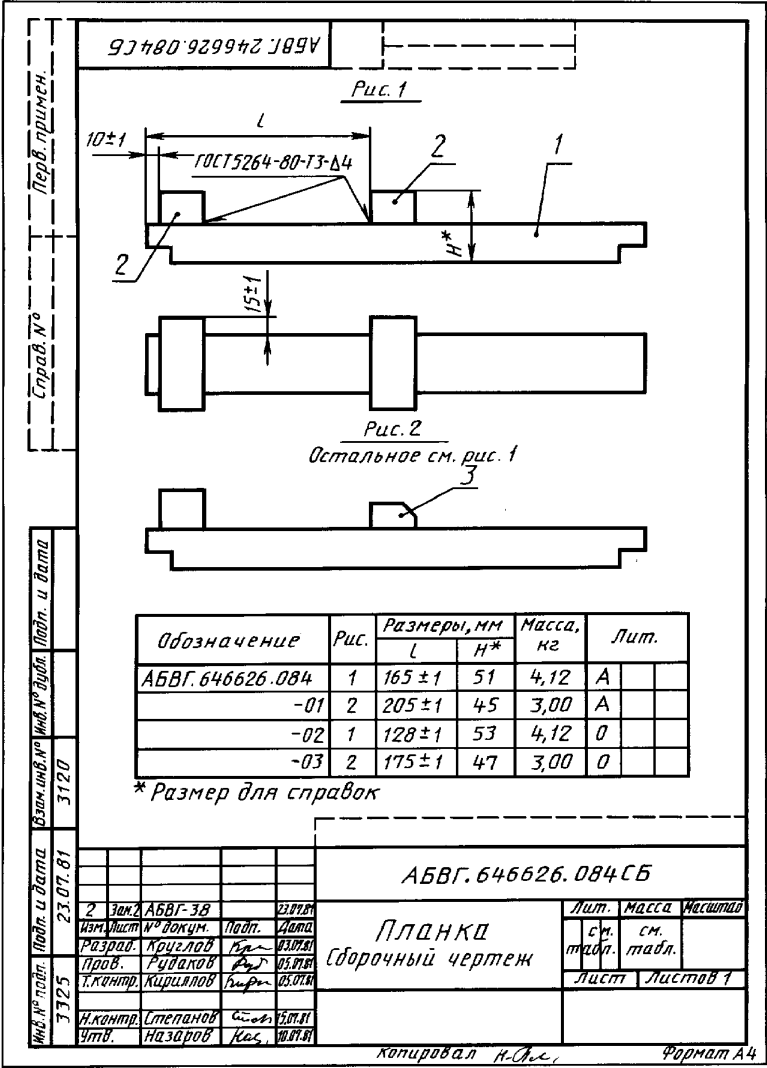 АБВГ.246626.084СБ
Перв. примен.
Справ. №
Рис. 1
l
10±1
ГОСТ5264-80-Т3-Δ4
2
1
2
H*
15±1
Рис. 2
Остальное см. рис. 1
3
Обозначение Рис. Размеры, мм Масса, кг Лит.
l H*
АБВГ.646626.084 1 165±1 51 4,12 А
-01 2 205±1 45 3,00 А
-02 1 128±1 53 4,12 О
-03 2 175±1 47 3,00 О
* Размер для справок
Подп. и дата
Инв. № дубл.
Взам. инв. № 3120
Подп. и дата 23.07.81
Инв. № подл. 3325
АБВГ.646626.084СБ
2 Зам.2 АБВГ-38 23.07.81
Изм. Лист № докум. Подп. Дата
Разраб. Круглов 03.07.81
Пров. Рудаков 05.07.81
Т.контр. Кириллов 05.07.81
Н.контр. Степанов 15.07.81
Утв. Назаров 10.07.81
Планка
Сборочный чертеж
Лит. Масса Масштаб
см. табл. см. табл.
Лист Листов 1
Копировал
Формат А4